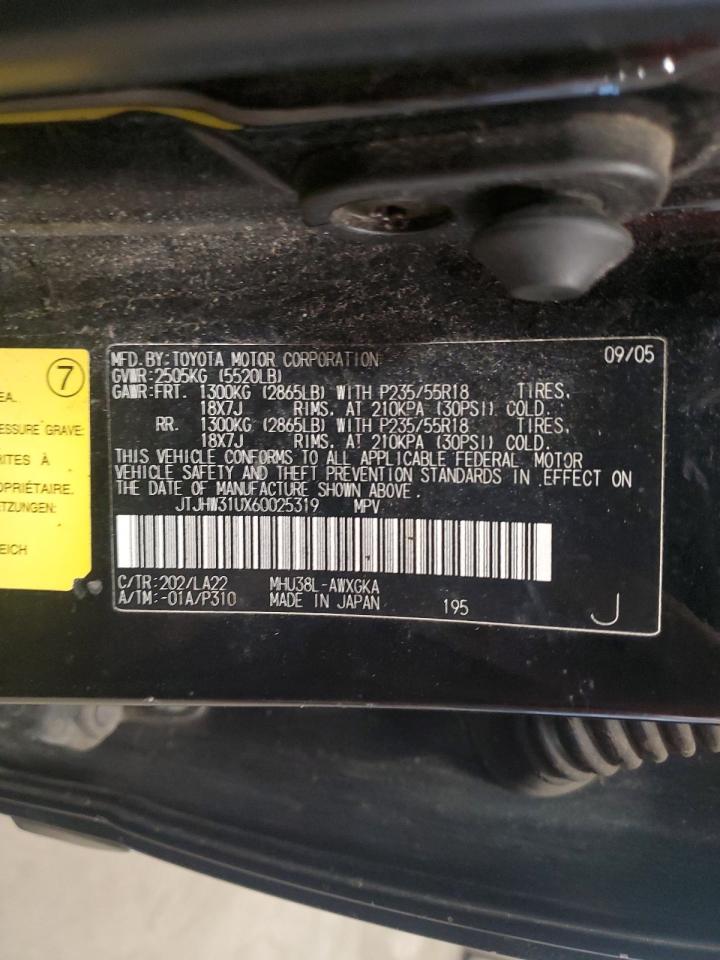 MFD. BY: TOYOTA MOTOR CORPORATION 09/05
GVWR: 2505KG (5520LB)
GAWR: FRT. 1300KG (2865LB) WITH P235/55R18 TIRES,
18X7J RIMS, AT 210KPA (30PSI) COLD.
RR. 1300KG (2865LB) WITH P235/55R18 TIRES,
18X7J RIMS, AT 210KPA (30PSI) COLD.
THIS VEHICLE CONFORMS TO ALL APPLICABLE FEDERAL MOTOR
VEHICLE SAFETY AND THEFT PREVENTION STANDARDS IN EFFECT ON
THE DATE OF MANUFACTURE SHOWN ABOVE.
JTJHW31UX60025319 MPV
C/TR: 202/LA22 MHU38L-AWXGKA
A/TM: -01A/P310 MADE IN JAPAN 195 J
7
EA.
ESSURE GRAVE:
RITES À
OPRIÉTAIRE.
TZUNGEN:
EICH